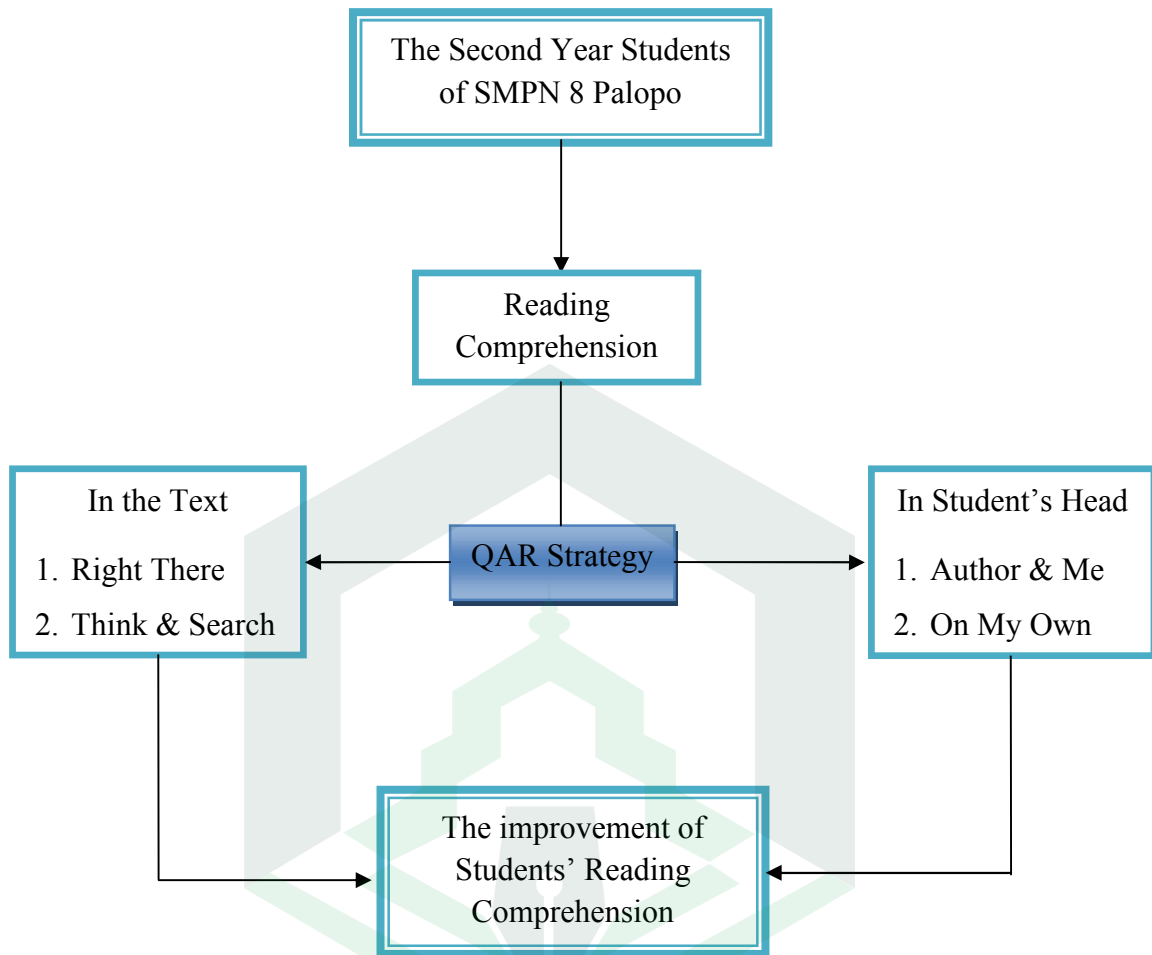 The Second Year Students
of SMPN 8 Palopo
Reading
Comprehension
In the Text
1. Right There
2. Think & Search
QAR Strategy
In Student’s Head
1. Author & Me
2. On My Own
The improvement of
Students’ Reading
Comprehension